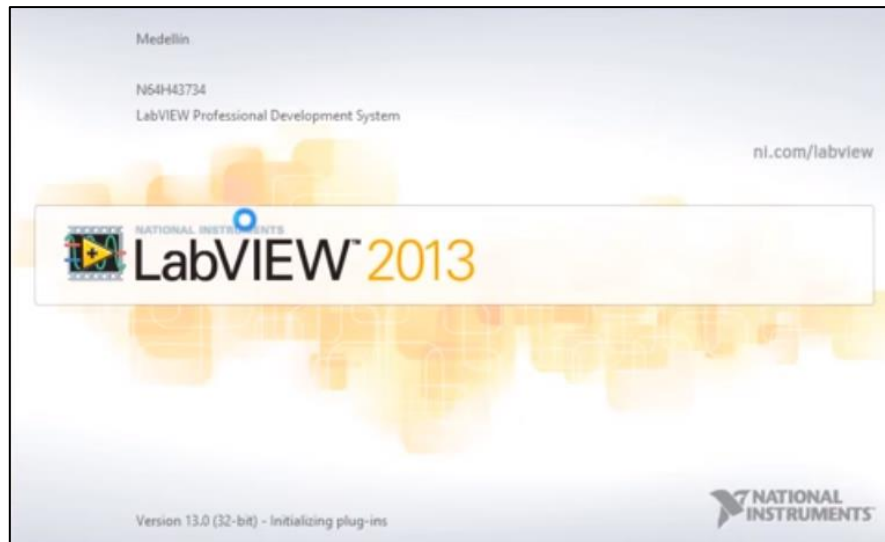 Medellin
N64H43734
LabVIEW Professional Development System
ni.com/labview
NATIONAL INSTRUMENTS
LabVIEW™ 2013
Version 13.0 (32-bit) - Initializing plug-ins
NATIONAL
INSTRUMENTS